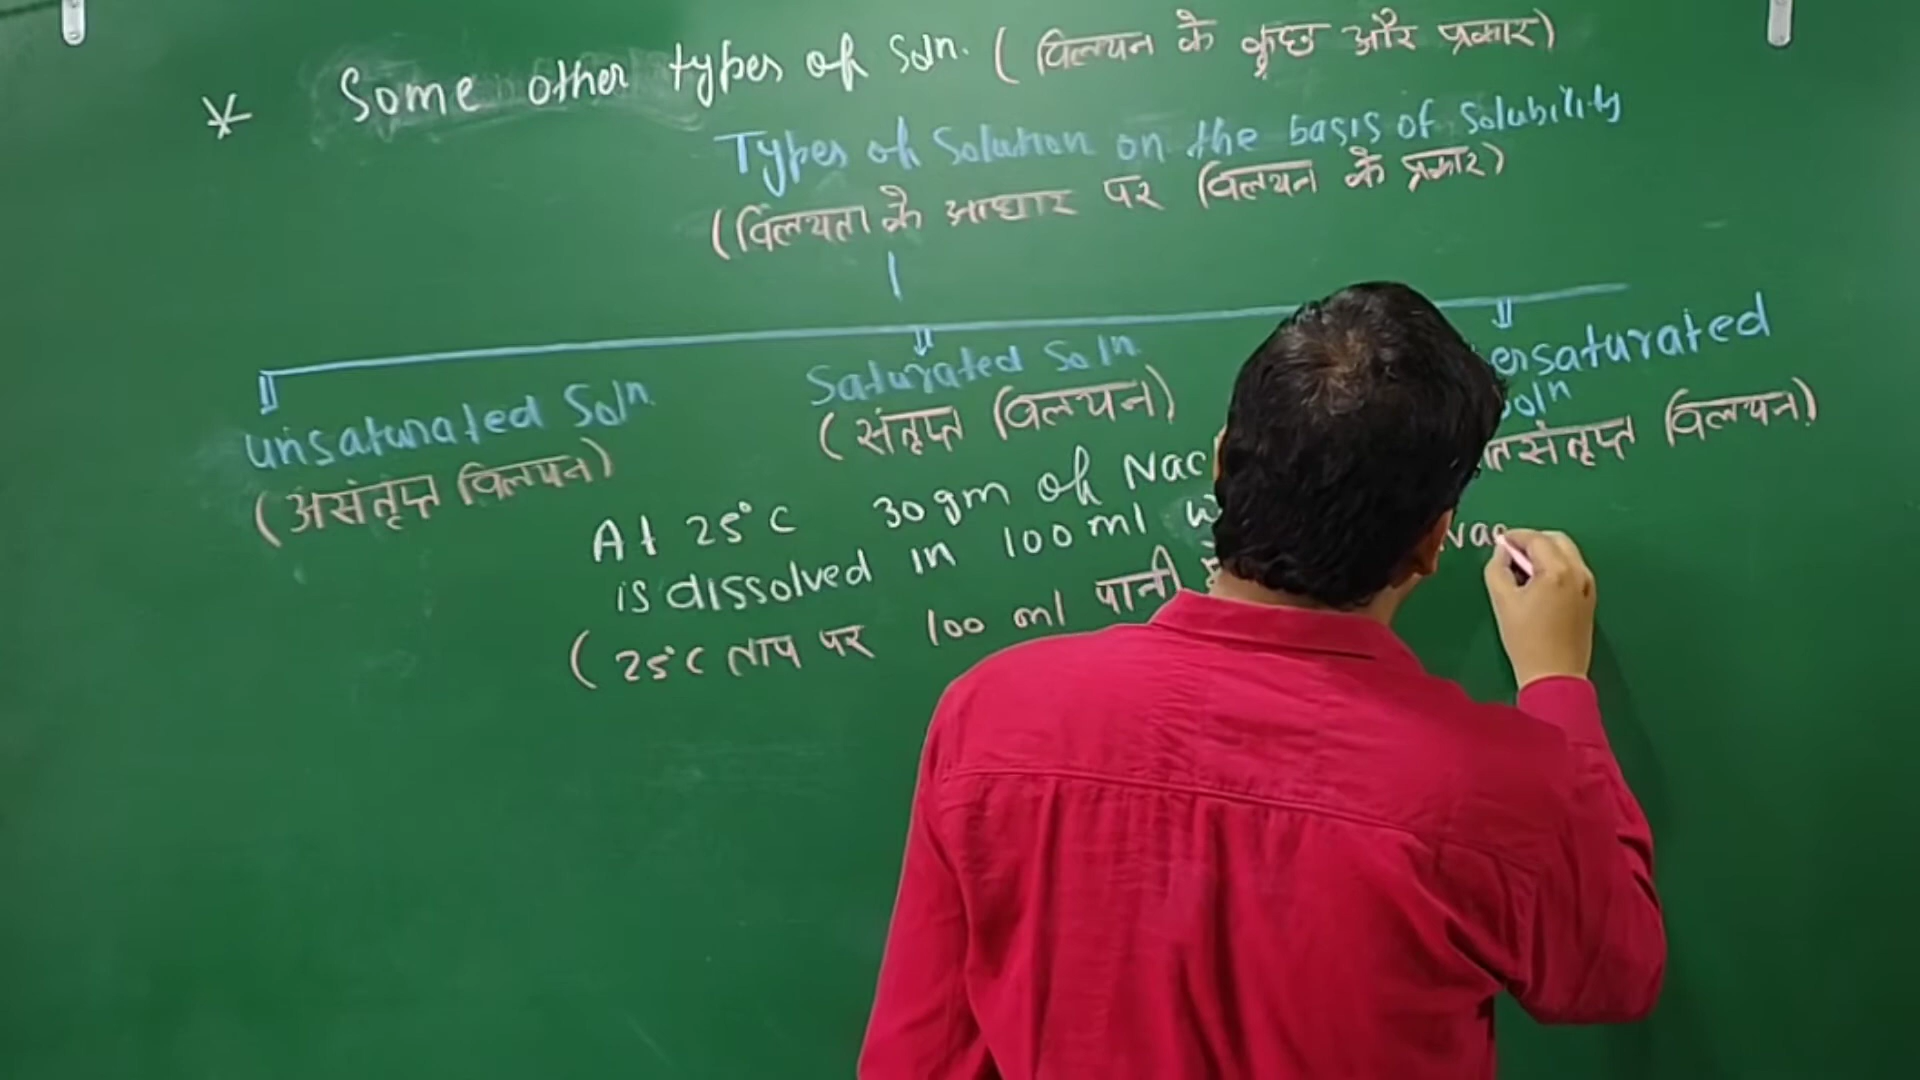 Some other types of Soln. (विलयन के कुछ और प्रकार)
Types of Solution on the basis of Solubility
(विलयता के आधार पर विलयन के प्रकार)
unsaturated Soln
(असंतृप्त विलयन)
Saturated Soln
(संतृप्त विलयन)
ersaturated
Soln
तसंतृप्त विलयन)
At 25°C 30gm of Nac
is dissolved in 100 ml w
(25°C ताप पर 100 ml पानी
Nac